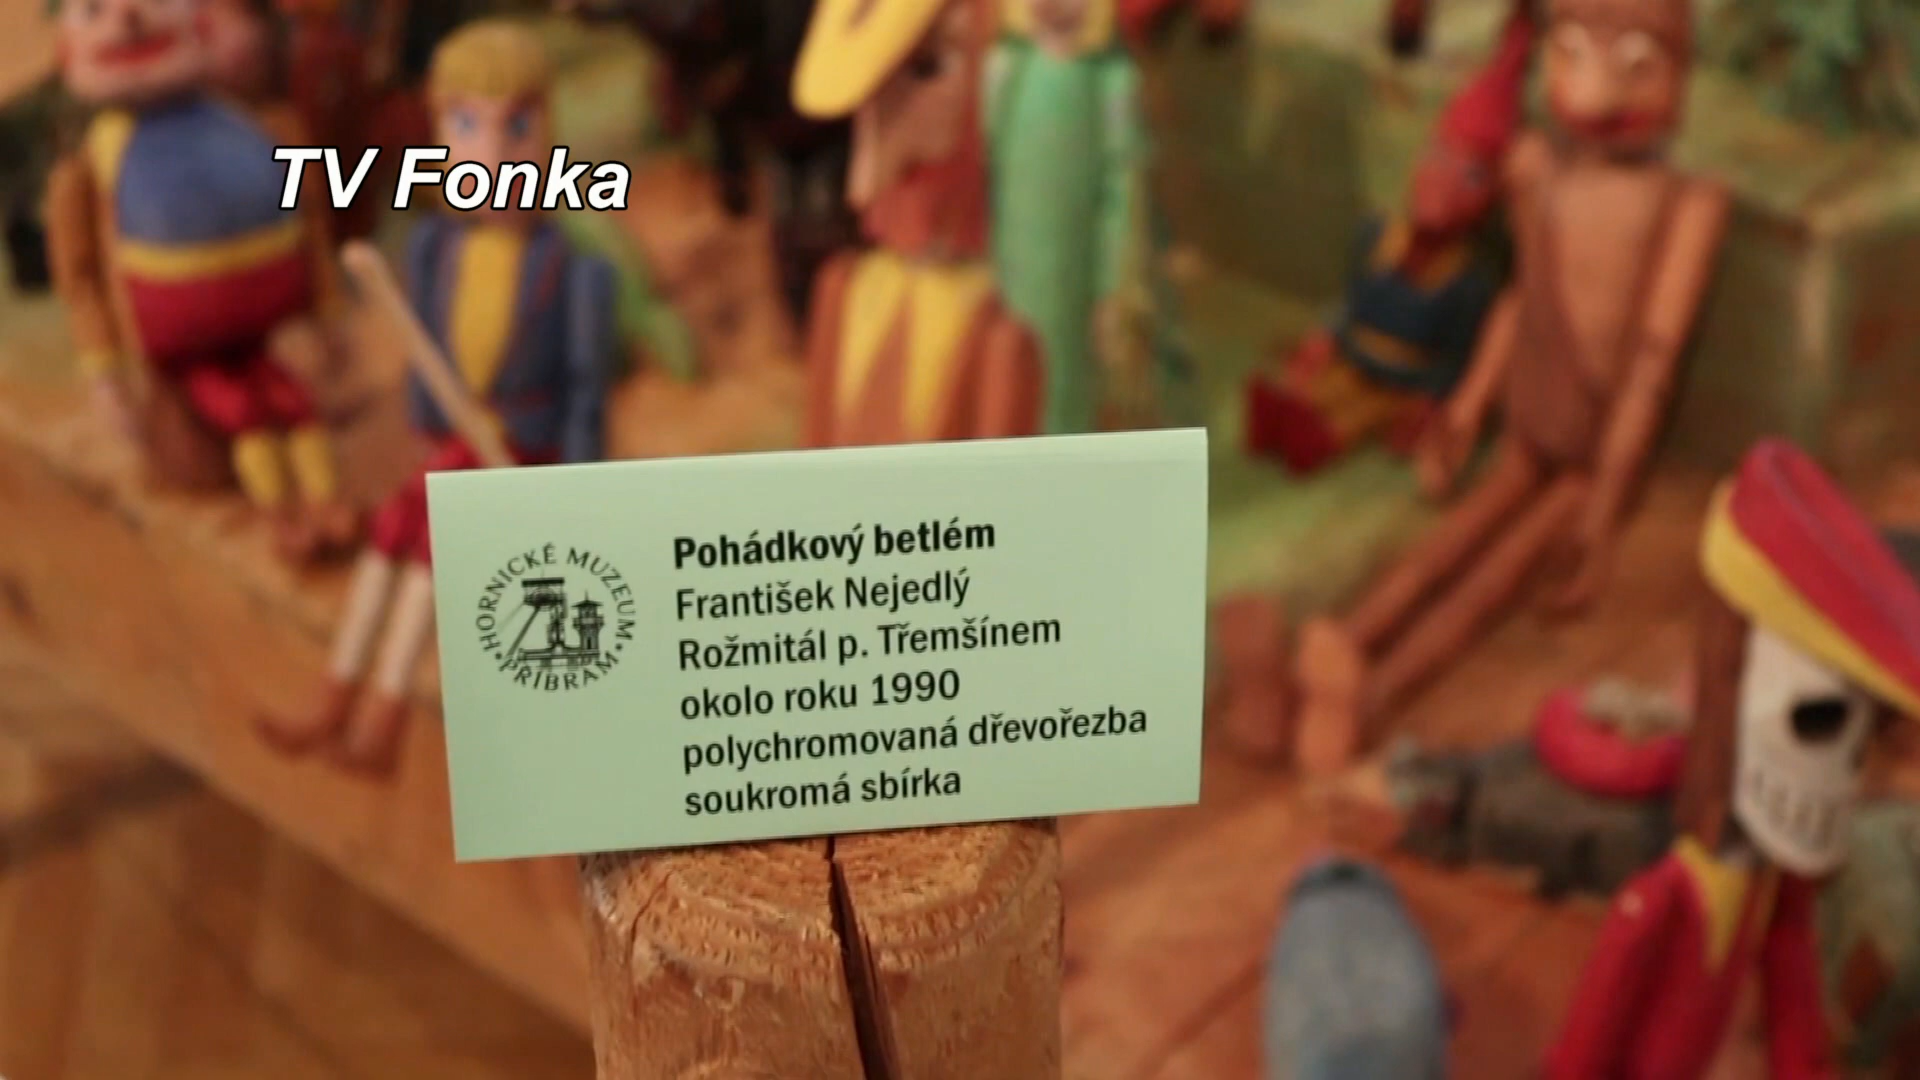 TV Fonka
HORNICKÉ MUZEUM
• PŘÍBRAM •
Pohádkový betlém
František Nejedlý
Rožmitál p. Třemšínem
okolo roku 1990
polychromovaná dřevořezba
soukromá sbírka